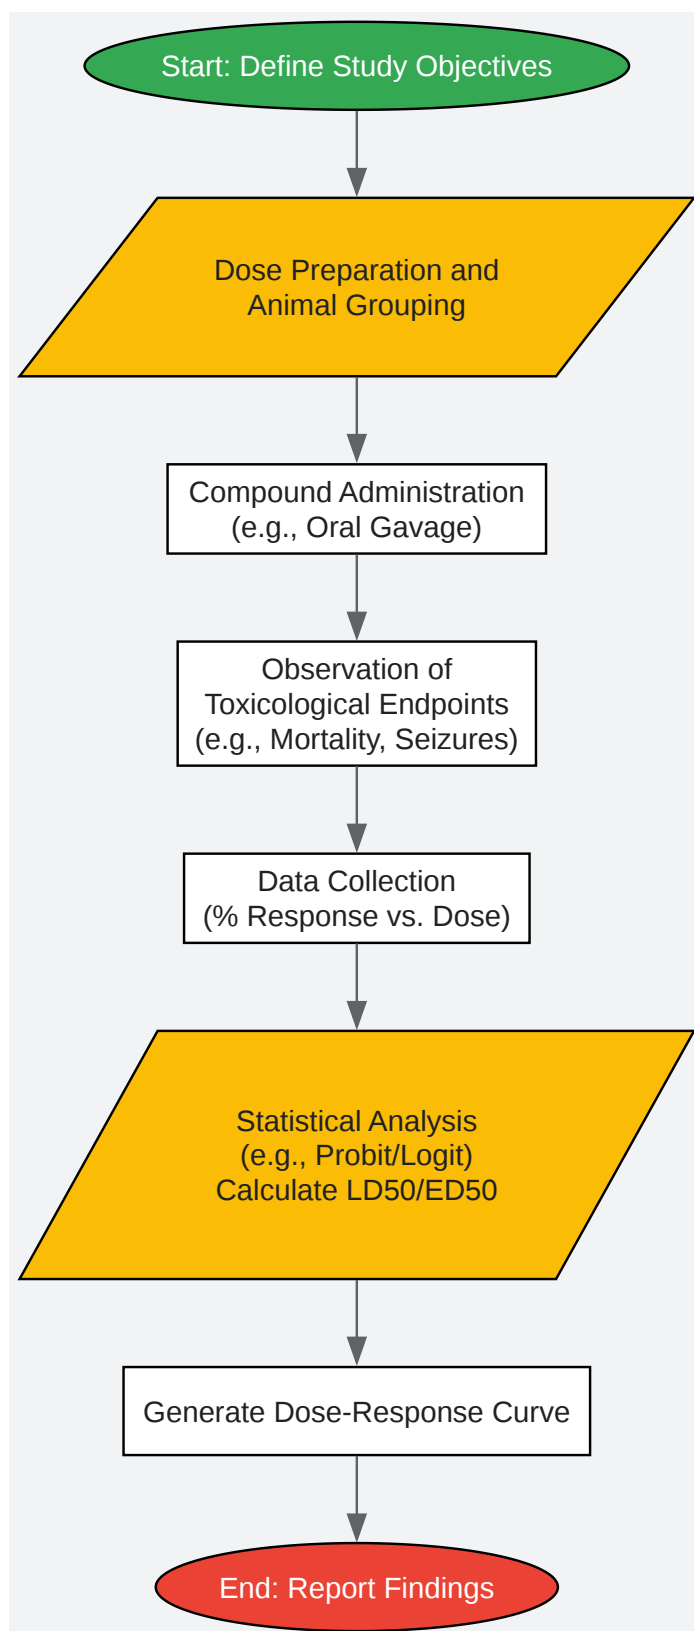 Start: Define Study Objectives
Dose Preparation and
Animal Grouping
Compound Administration
(e.g., Oral Gavage)
Observation of
Toxicological Endpoints
(e.g., Mortality, Seizures)
Data Collection
(% Response vs. Dose)
Statistical Analysis
(e.g., Probit/Logit)
Calculate LD50/ED50
Generate Dose-Response Curve
End: Report Findings